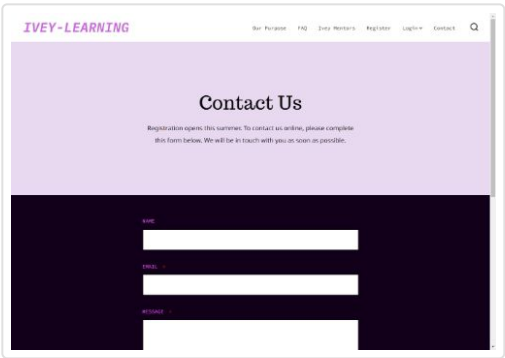 IVEY-LEARNING
Our Purpose FAQ Ivey Mentors Register Login Contact
Contact Us
Registration opens this summer. To contact us online, please complete
this form below. We will be in touch with you as soon as possible.
NAME
EMAIL *
MESSAGE *